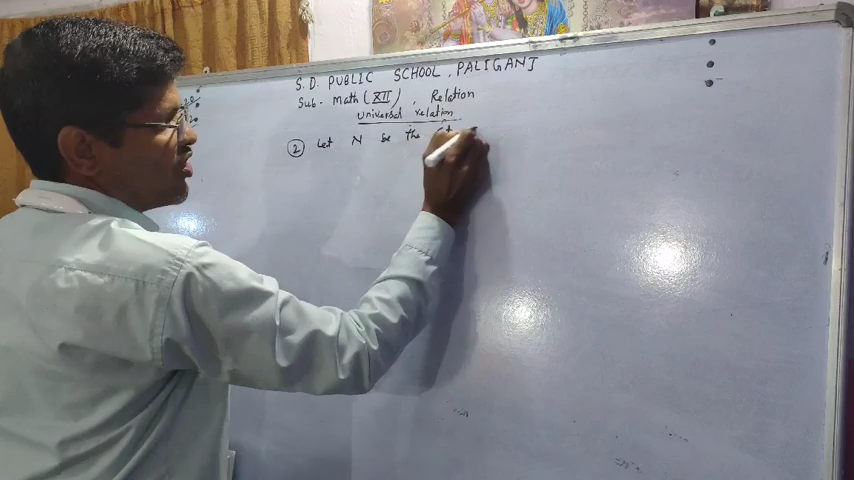 S.D. PUBLIC SCHOOL, PALIGANJ
Sub- Math (XII), Relation
Universal relation
② Let N be the